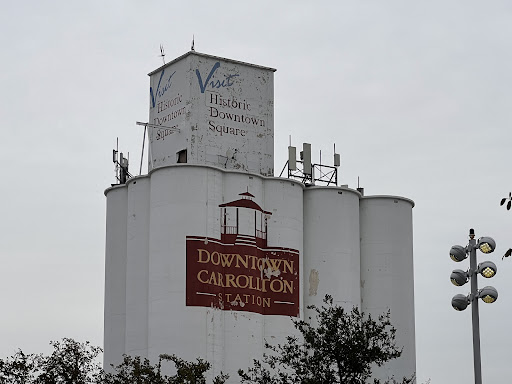 Visit
Historic
Downtown
Square
Visit
Historic
Downtown
Square
DOWNTOWN
CARROLLTON
STATION